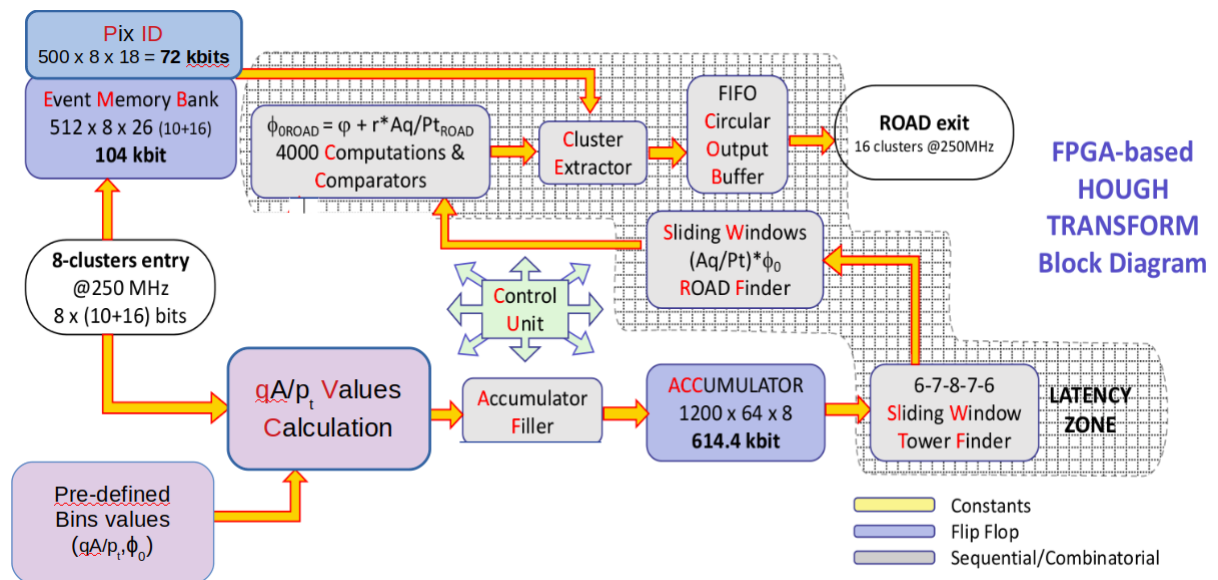 Pix ID
500 x 8 x 18 = 72 kbits
Event Memory Bank
512 x 8 x 26 (10+16)
104 kbit
ϕ0ROAD = φ + r*Aq/PtROAD
4000 Computations &
Comparators
Cluster
Extractor
FIFO
Circular
Output
Buffer
ROAD exit
16 clusters @250MHz
FPGA-based
HOUGH
TRANSFORM
Block Diagram
8-clusters entry
@250 MHz
8 x (10+16) bits
Control
Unit
Sliding Windows
(Aq/Pt)*ϕ0
ROAD Finder
qA/pt Values
Calculation
Accumulator
Filler
ACCUMULATOR
1200 x 64 x 8
614.4 kbit
6-7-8-7-6
Sliding Window
Tower Finder
LATENCY
ZONE
Pre-defined
Bins values
(qA/pt,ϕ0)
Constants
Flip Flop
Sequential/Combinatorial